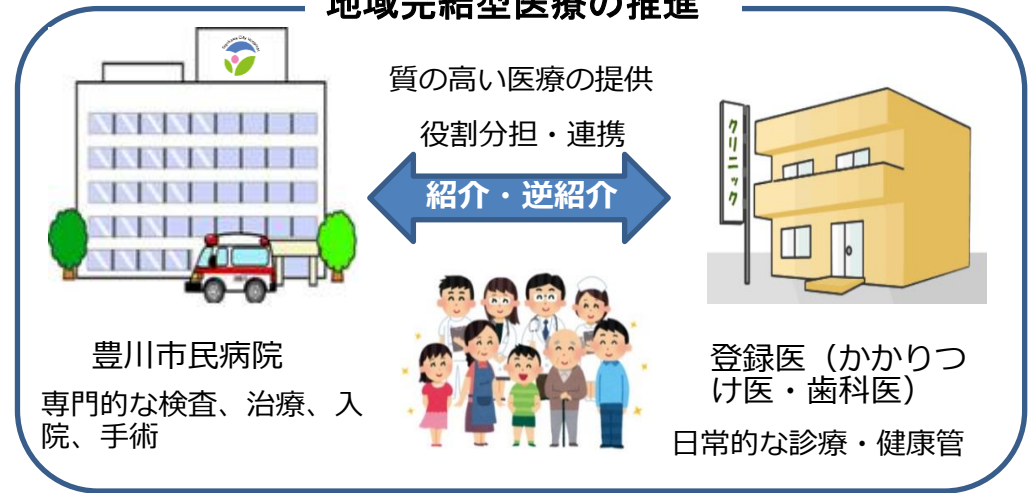 地域完結型医療の推進
質の高い医療の提供
役割分担・連携
紹介・逆紹介
クリニック
豊川市民病院
専門的な検査、治療、入
院、手術
登録医（かかりつ
け医・歯科医）
日常的な診療・健康管